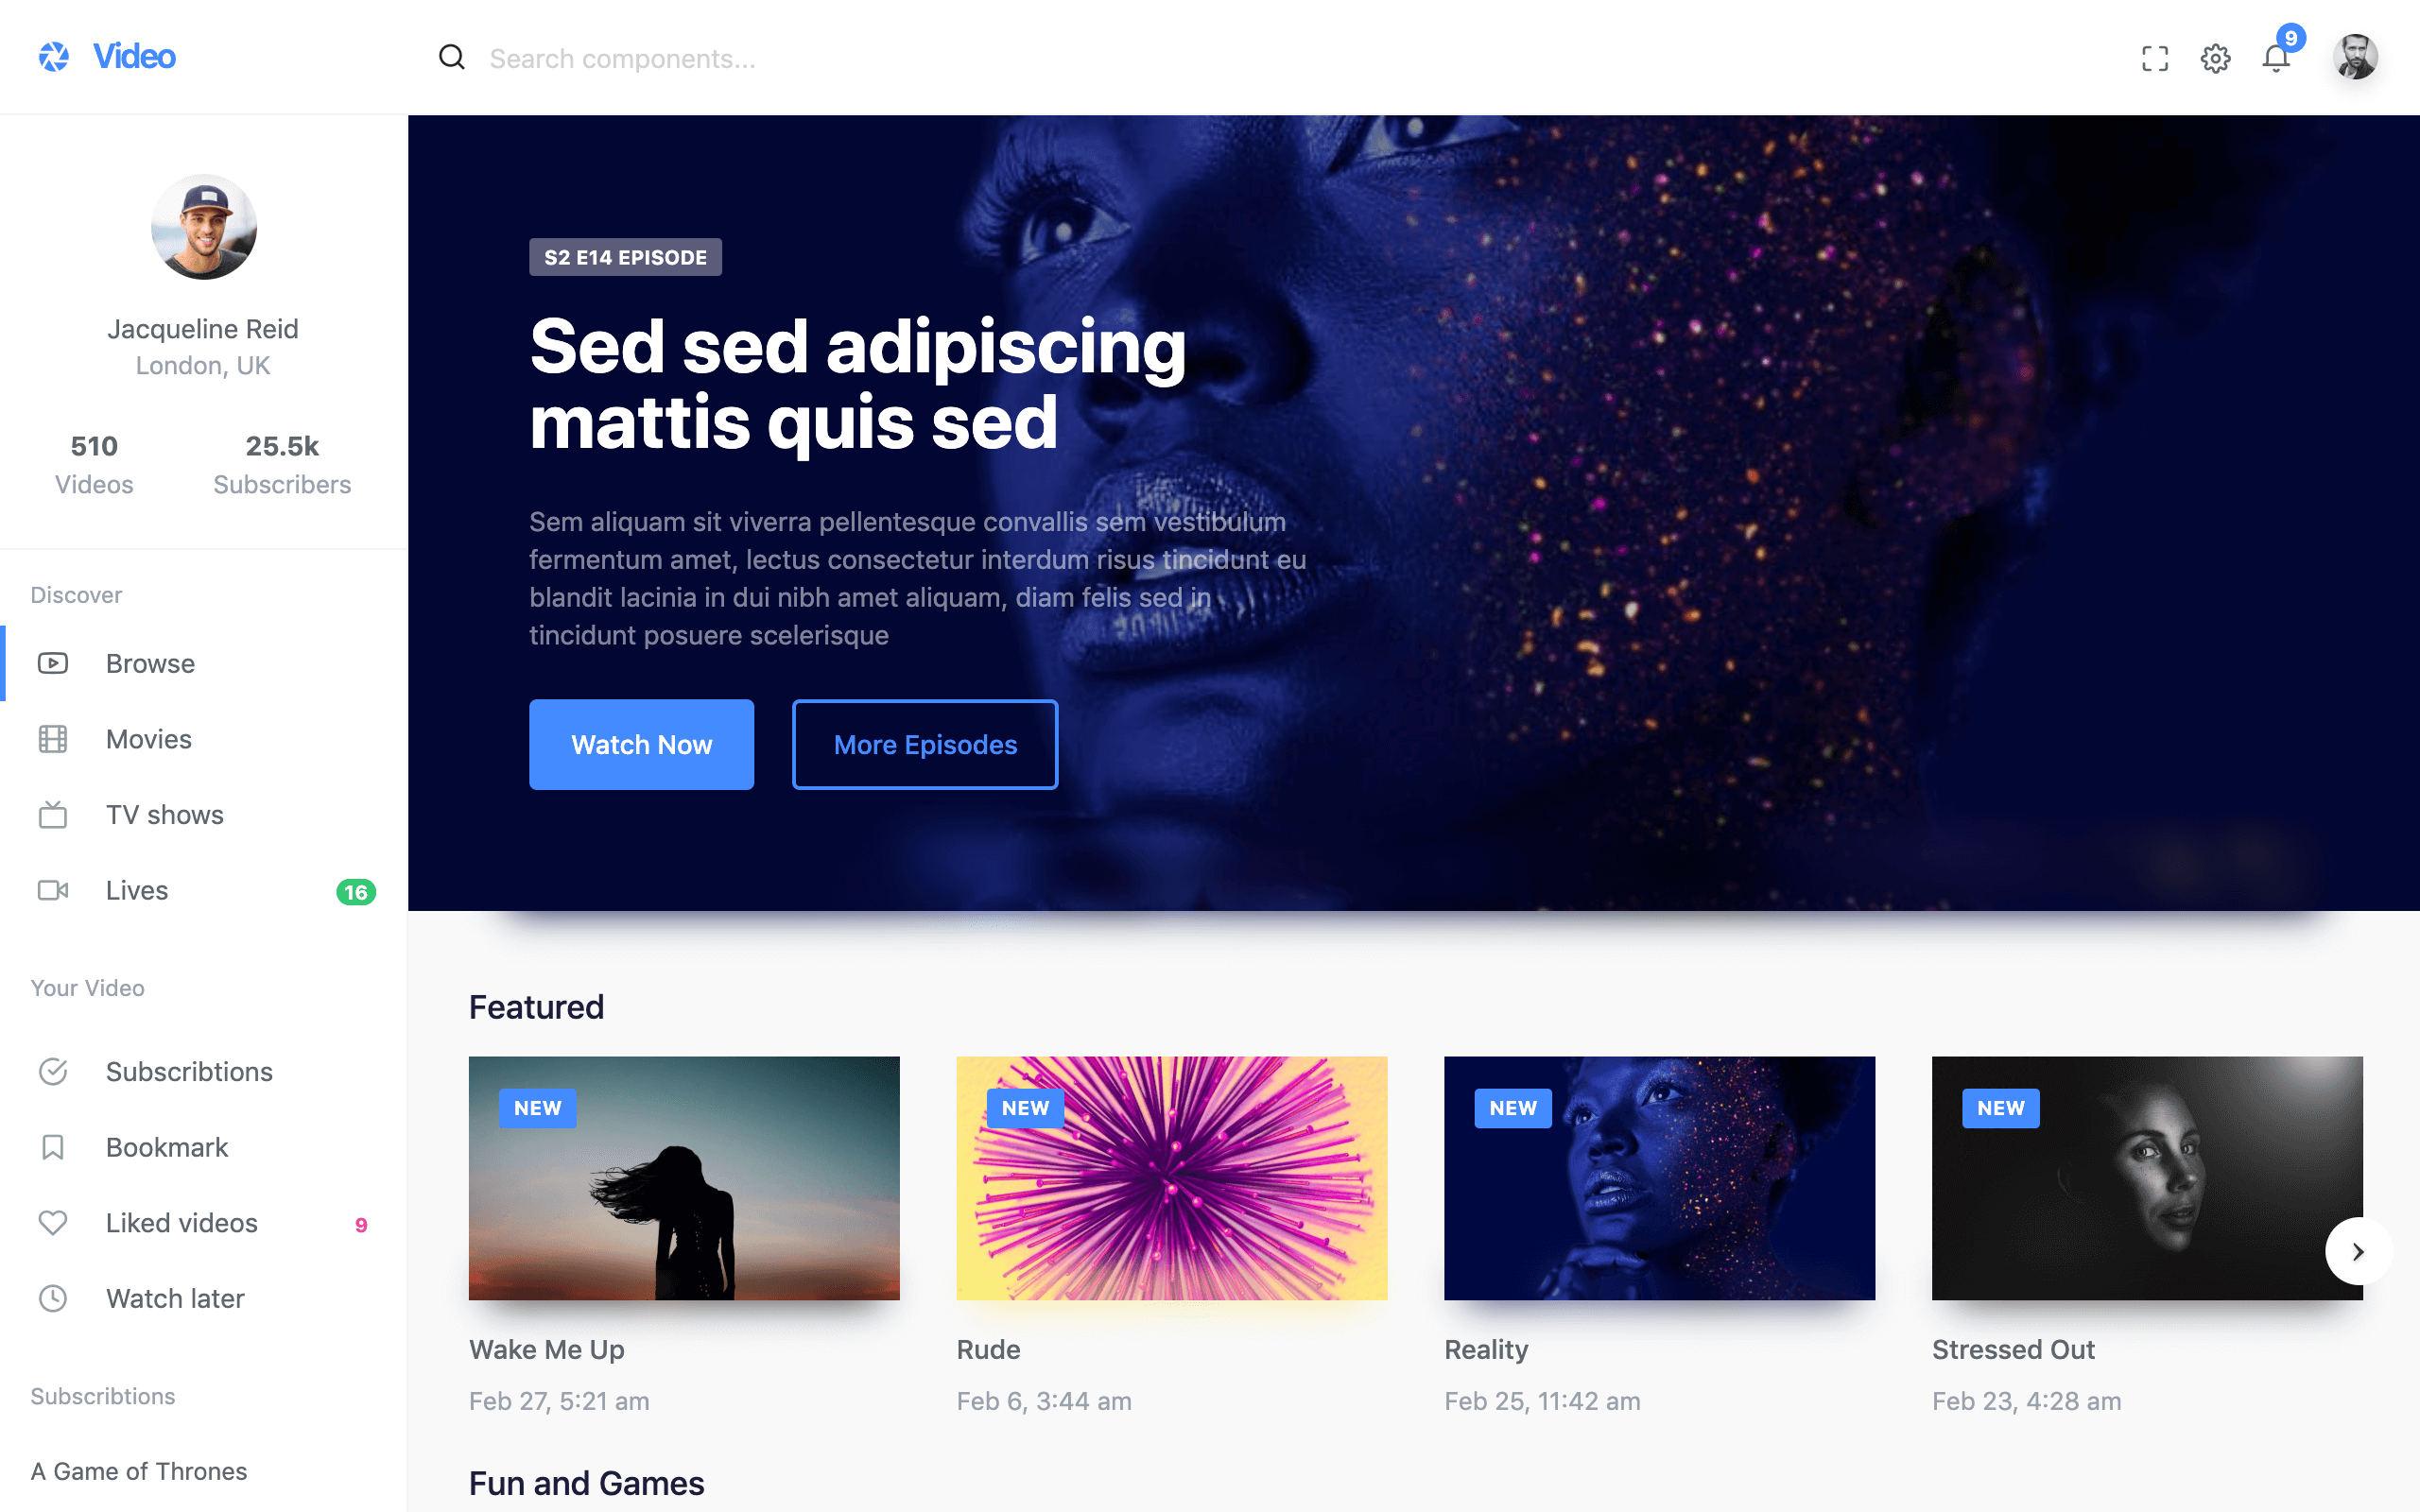 Video
Search components...
9
Jacqueline Reid
London, UK
510
Videos
25.5k
Subscribers
Discover
Browse
Movies
TV shows
Lives
16
Your Video
Subscribtions
Bookmark
Liked videos
9
Watch later
Subscribtions
A Game of Thrones
S2 E14 EPISODE
Sed sed adipiscing
mattis quis sed
Sem aliquam sit viverra pellentesque convallis sem vestibulum
fermentum amet, lectus consectetur interdum risus tincidunt eu
blandit lacinia in dui nibh amet aliquam, diam felis sed in
tincidunt posuere scelerisque
Watch Now
More Episodes
Featured
NEW
Wake Me Up
Feb 27, 5:21 am
NEW
Rude
Feb 6, 3:44 am
NEW
Reality
Feb 25, 11:42 am
NEW
Stressed Out
Feb 23, 4:28 am
Fun and Games